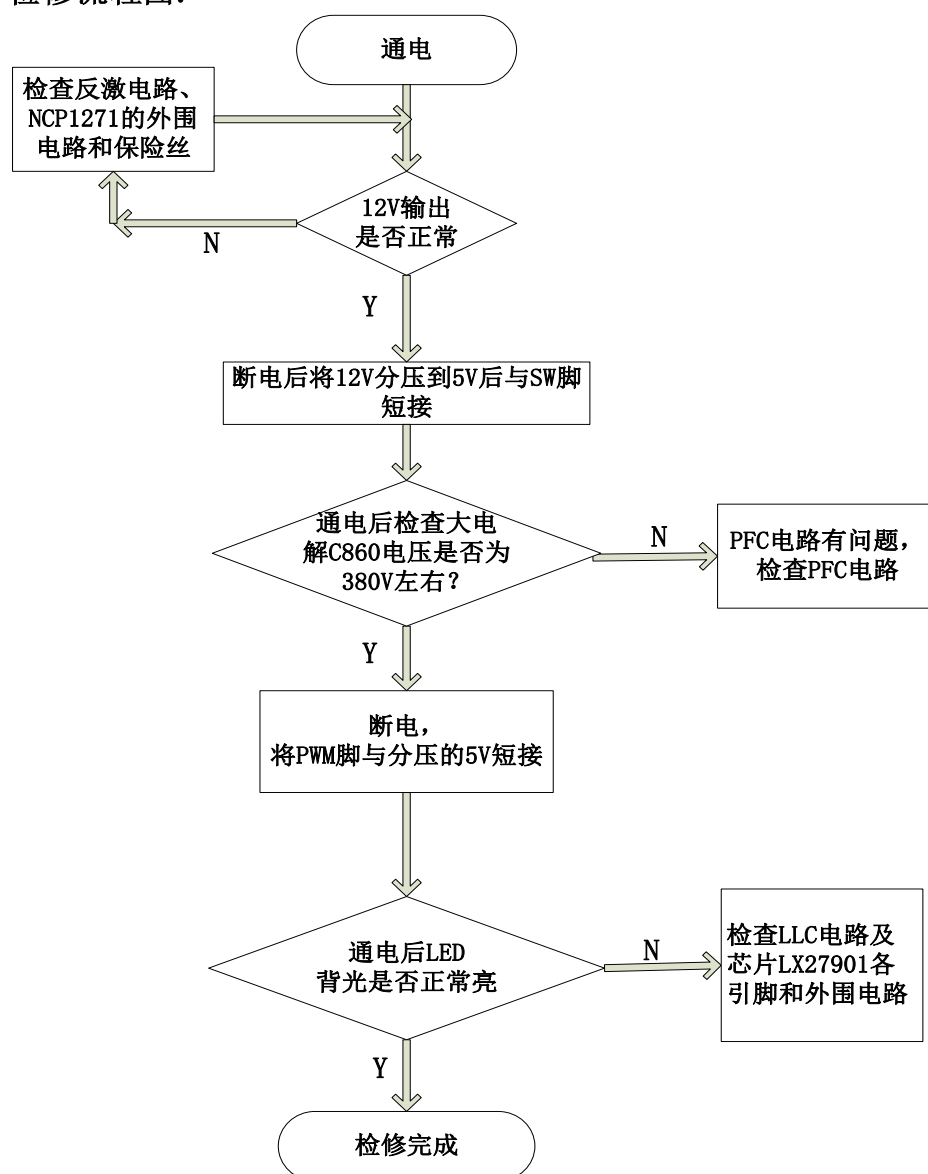 通电
检查反激电路、
NCP1271的外围
电路和保险丝
12V输出
是否正常
N
Y
断电后将12V分压到5V后与SW脚
短接
通电后检查大电
解C860电压是否为
380V左右?
N
PFC电路有问题,
检查PFC电路
Y
断电,
将PWM脚与分压的5V短接
通电后LED
背光是否正常亮
N
检查LLC电路及
芯片LX27901各
引脚和外围电路
Y
检修完成